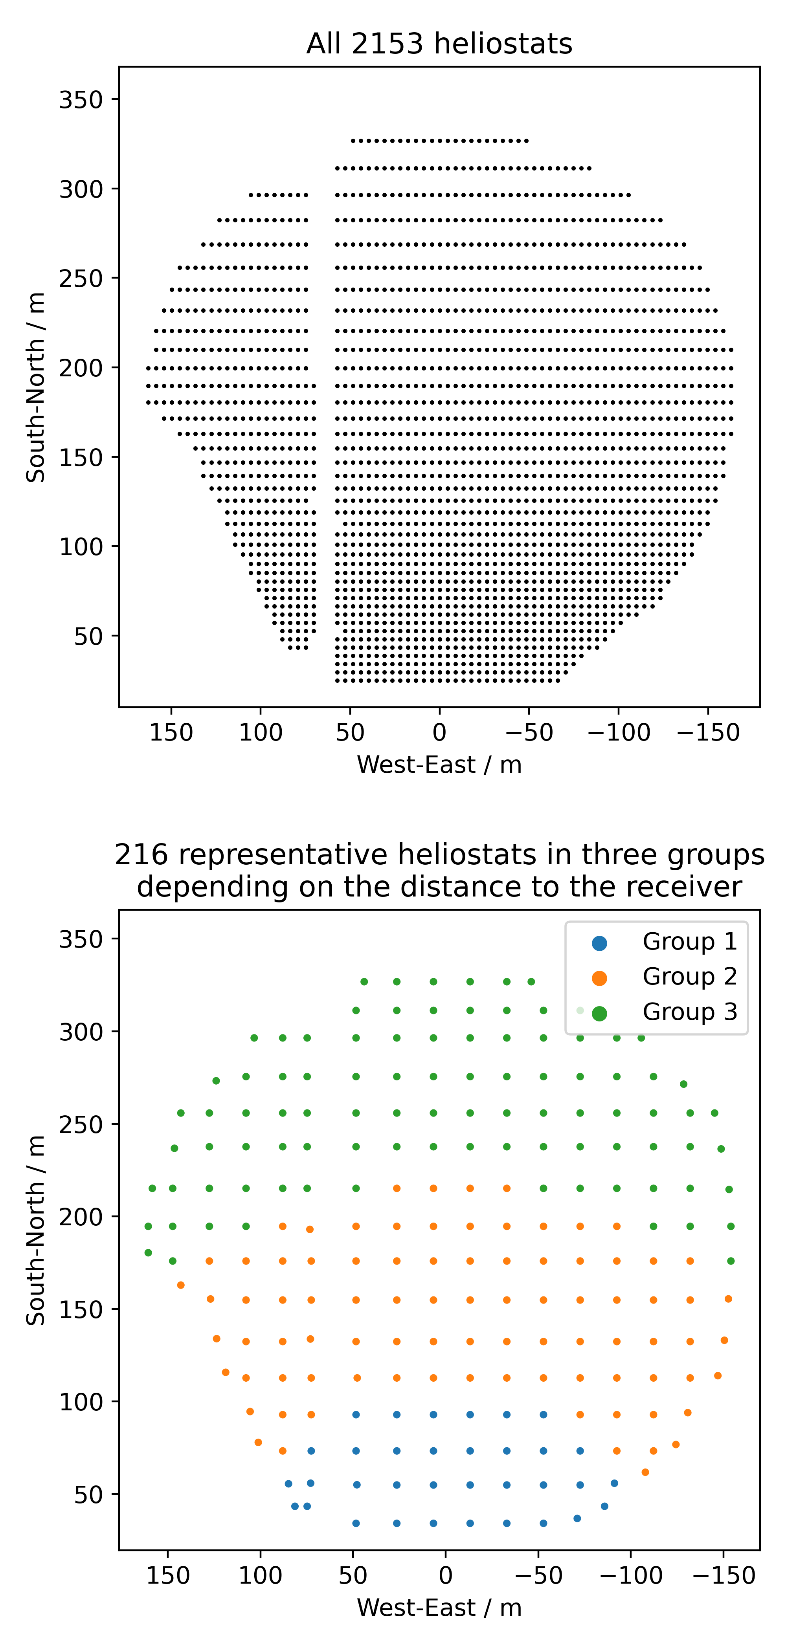 All 2153 heliostats
350
300
250
200
150
100
50
South-North / m
150 100 50 0 −50 −100 −150
West-East / m
216 representative heliostats in three groups
depending on the distance to the receiver
Group 1
Group 2
Group 3
350
300
250
200
150
100
50
South-North / m
150 100 50 0 −50 −100 −150
West-East / m